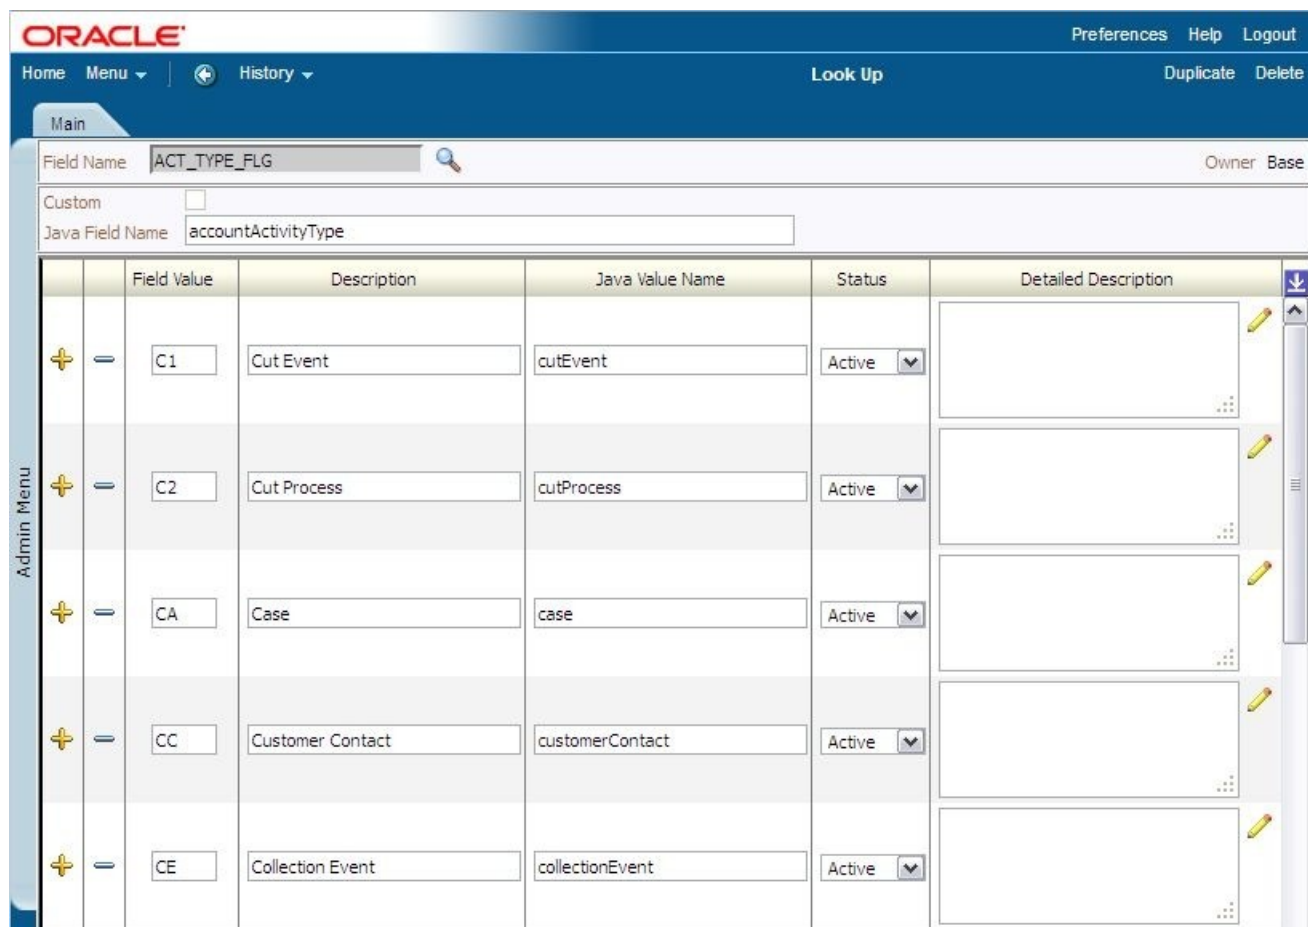 ORACLE
Preferences Help Logout
Home Menu History Look Up Duplicate Delete
Main
Field Name ACT_TYPE_FLG Owner Base
Custom
Java Field Name accountActivityType
Field Value Description Java Value Name Status Detailed Description
C1 Cut Event cutEvent Active
C2 Cut Process cutProcess Active
CA Case case Active
CC Customer Contact customerContact Active
CE Collection Event collectionEvent Active
Admin Menu